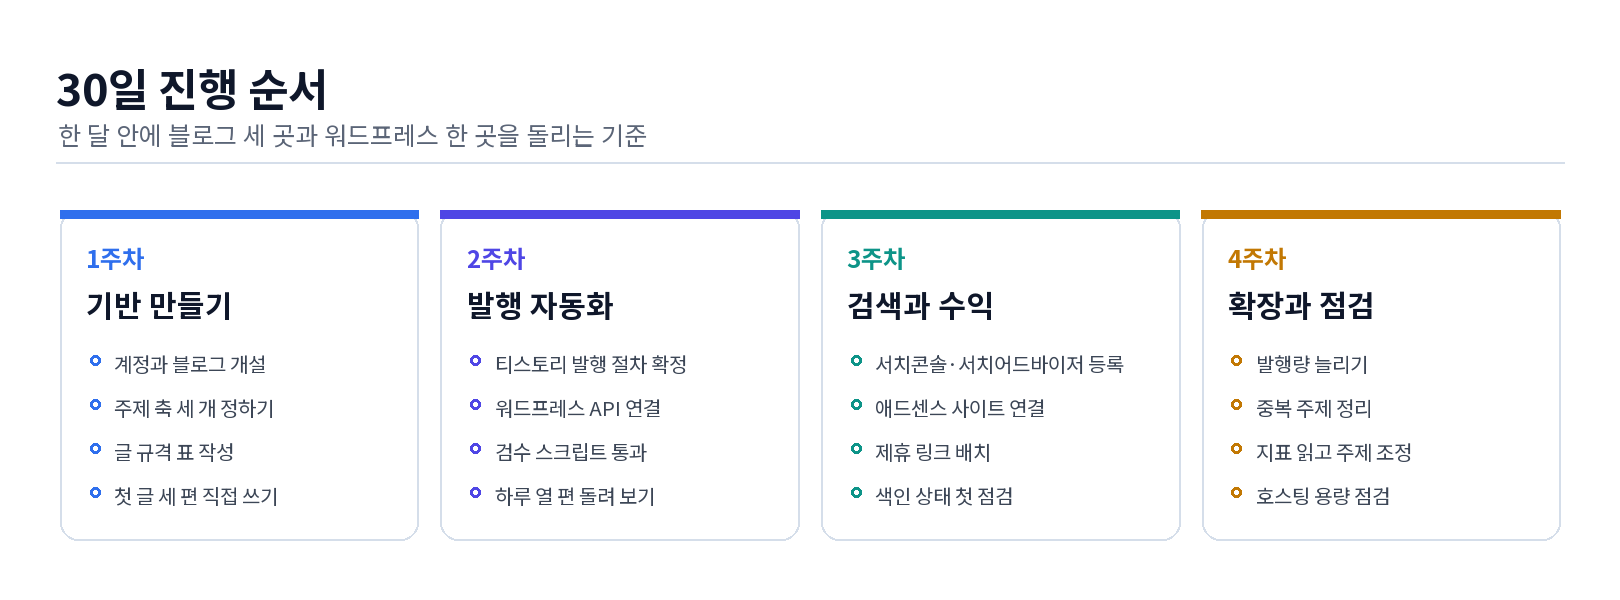 30일 진행 순서
한 달 안에 블로그 세 곳과 워드프레스 한 곳을 돌리는 기준
1주차
기반 만들기
계정과 블로그 개설
주제 축 세 개 정하기
글 규격 표 작성
첫 글 세 편 직접 쓰기
2주차
발행 자동화
티스토리 발행 절차 확정
워드프레스 API 연결
검수 스크립트 통과
하루 열 편 돌려 보기
3주차
검색과 수익
서치콘솔·서치어드바이저 등록
애드센스 사이트 연결
제휴 링크 배치
색인 상태 첫 점검
4주차
확장과 점검
발행량 늘리기
중복 주제 정리
지표 읽고 주제 조정
호스팅 용량 점검